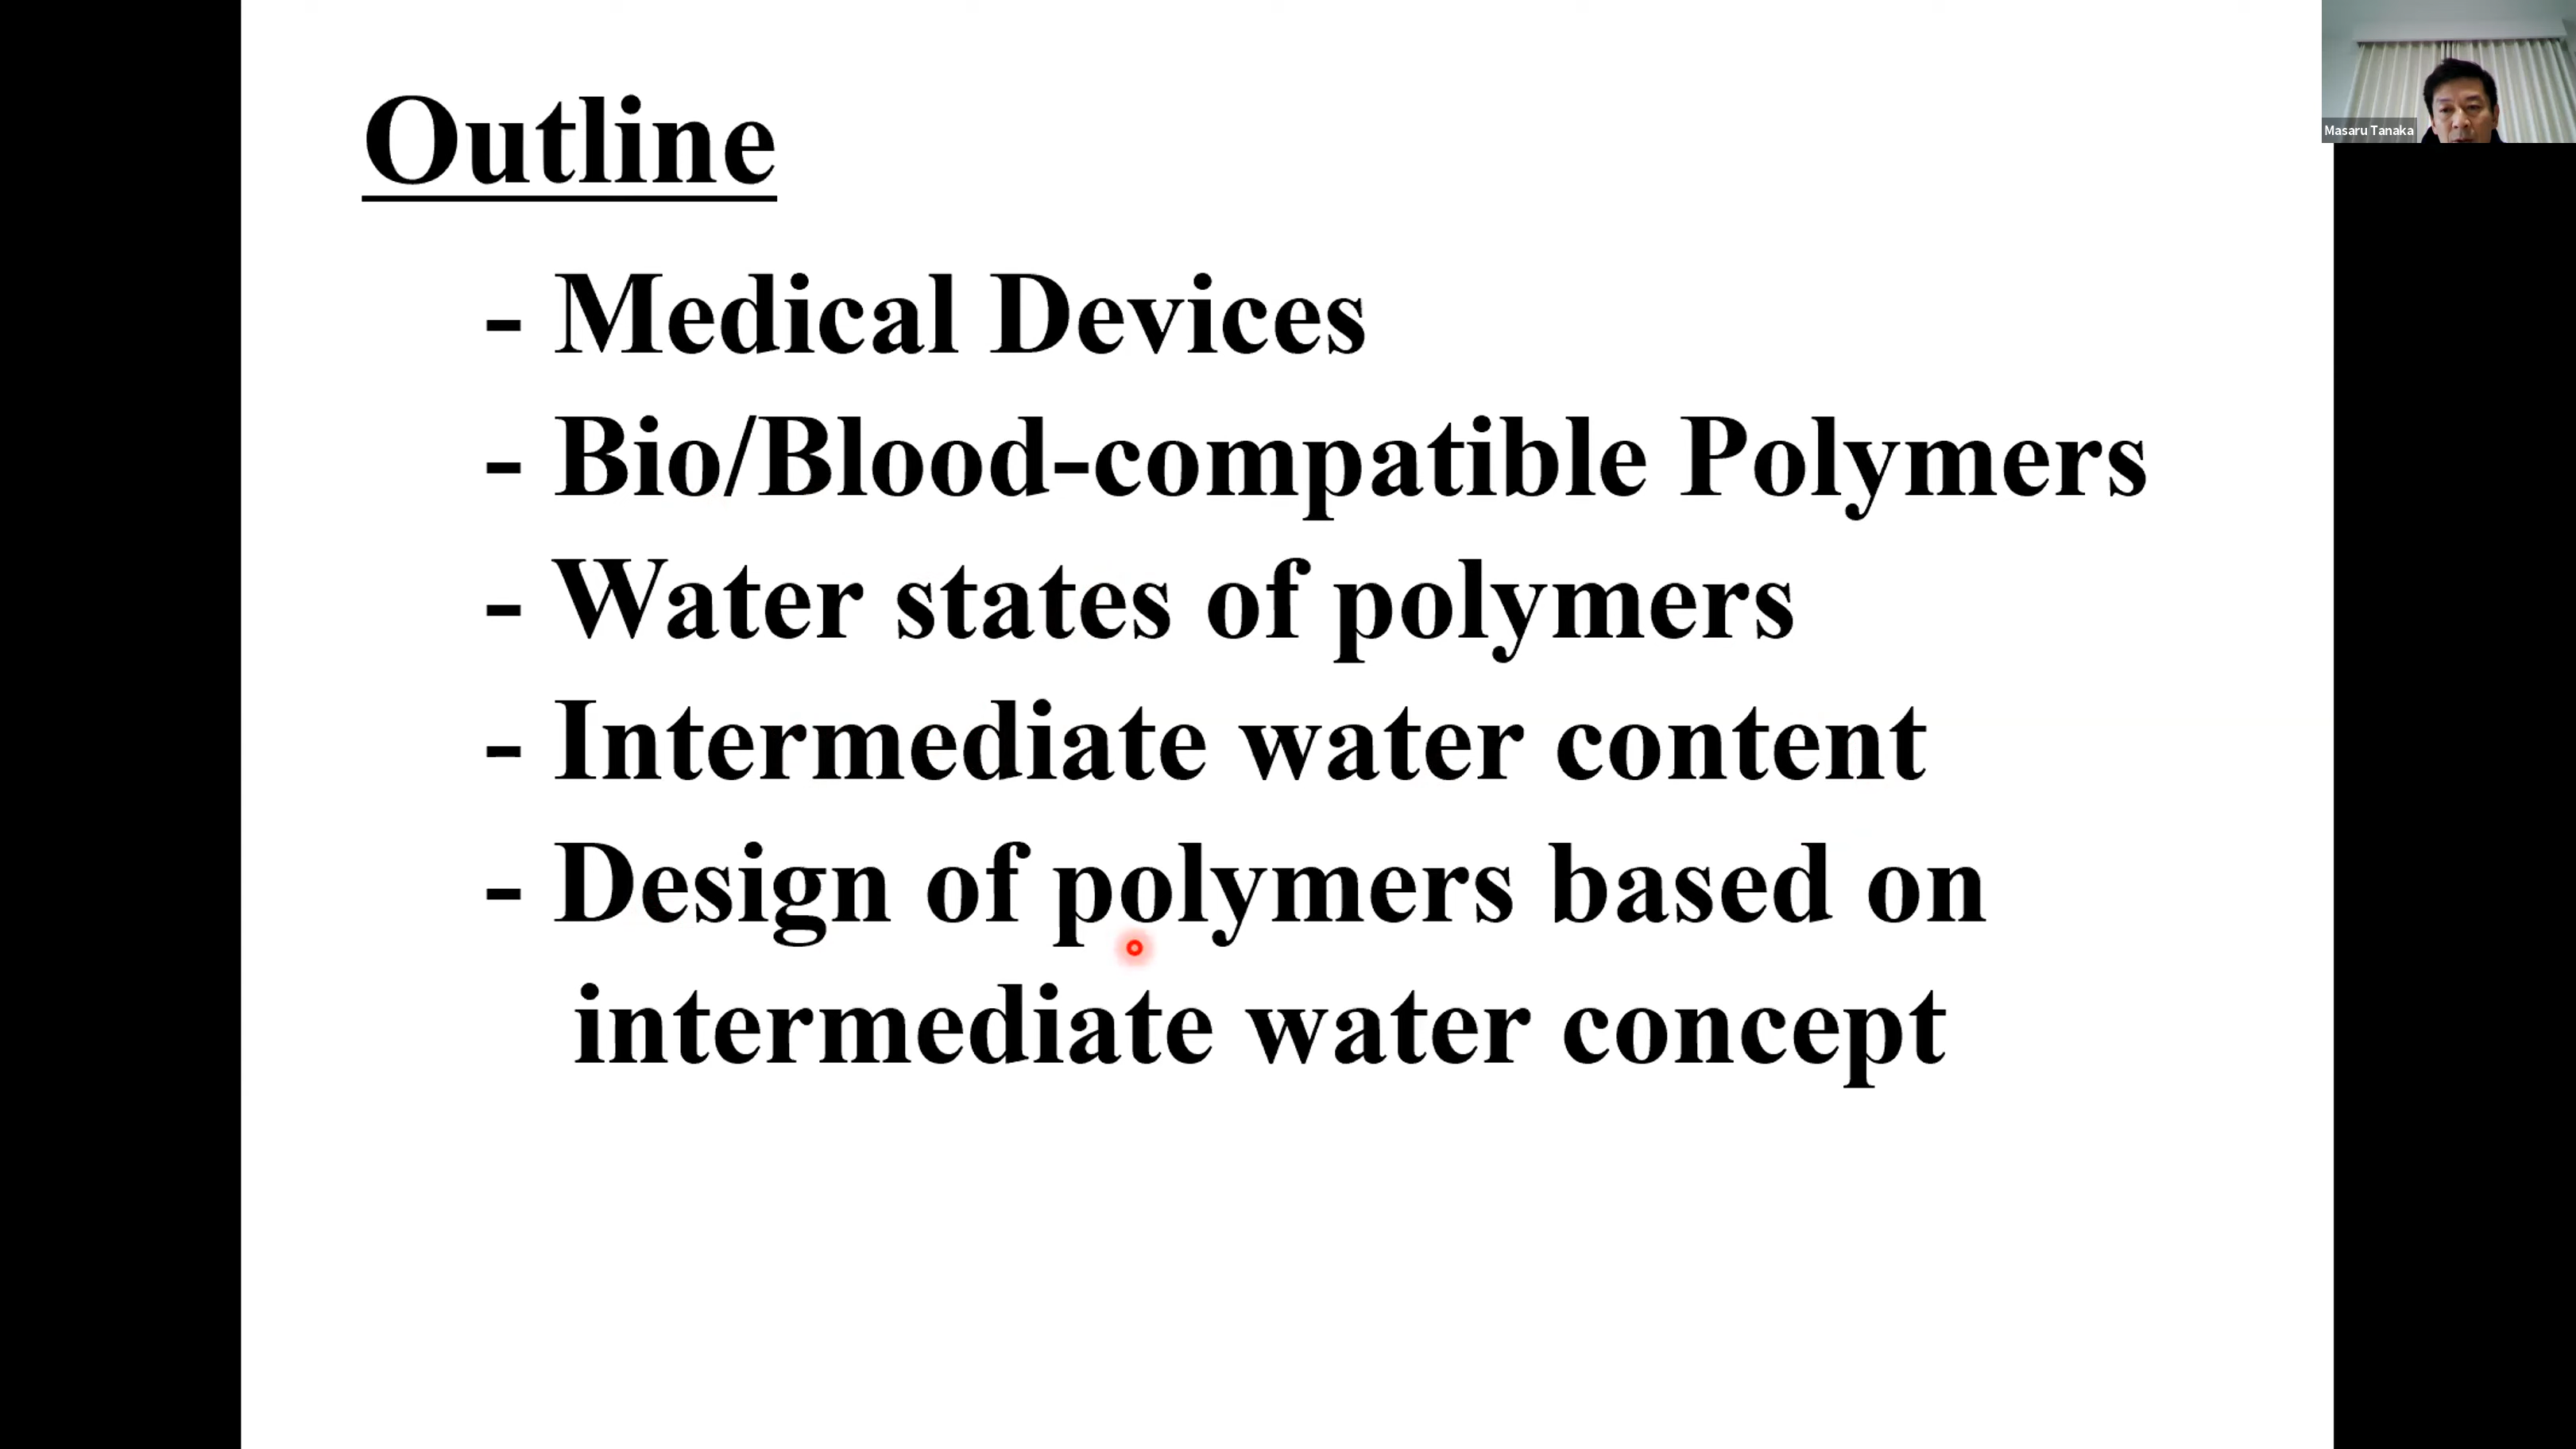 Outline
- Medical Devices
- Bio/Blood-compatible Polymers
- Water states of polymers
- Intermediate water content
- Design of polymers based on
intermediate water concept
Masaru Tanaka